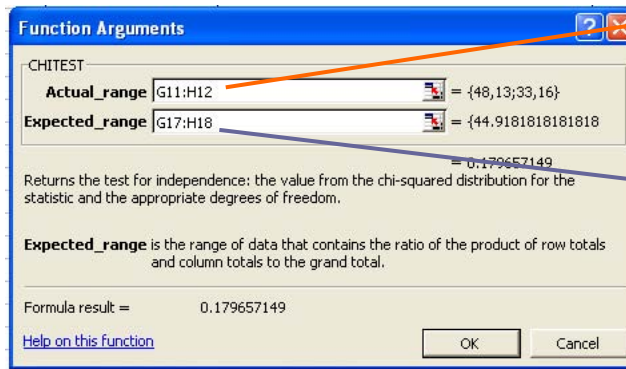 Function Arguments
CHITEST
Actual_range G11:H12 = {48,13;33,16}
Expected_range G17:H18 = {44.9181818181818
= 0.179657149
Returns the test for independence: the value from the chi-squared distribution for the
statistic and the appropriate degrees of freedom.
Expected_range is the range of data that contains the ratio of the product of row totals
and column totals to the grand total.
Formula result = 0.179657149
Help on this function OK Cancel